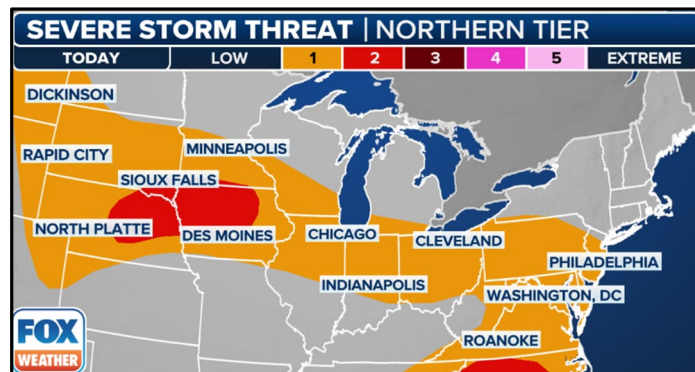 SEVERE STORM THREAT | NORTHERN TIER
TODAY LOW 1 2 3 4 5 EXTREME
DICKINSON
RAPID CITY
MINNEAPOLIS
SIOUX FALLS
NORTH PLATTE
DES MOINES
CHICAGO
CLEVELAND
PHILADELPHIA
INDIANAPOLIS
WASHINGTON, DC
ROANOKE
FOX
WEATHER